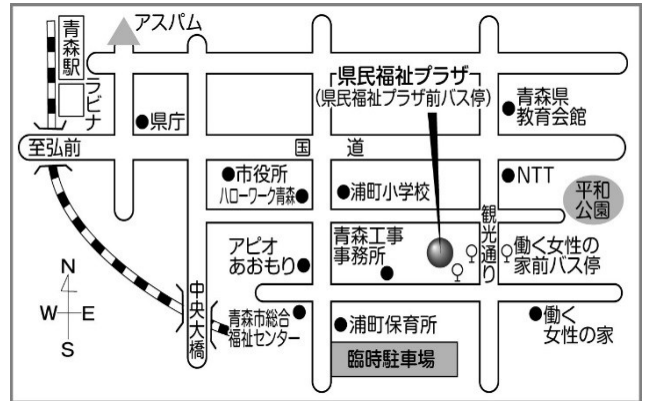 アスパム
青森駅
ラビナ
県民福祉プラザ
(県民福祉プラザ前バス停)
●青森県
教育会館
●県庁
至弘前
国道
●市役所
ハローワーク青森●
●浦町小学校
●NTT
平和
公園
観光通り
アピオ
あおもり●
青森工事
事務所
働く女性の
家前バス停
N
W
E
S
中央大橋
青森市総合
福祉センター
●浦町保育所
●働く
女性の家
臨時駐車場